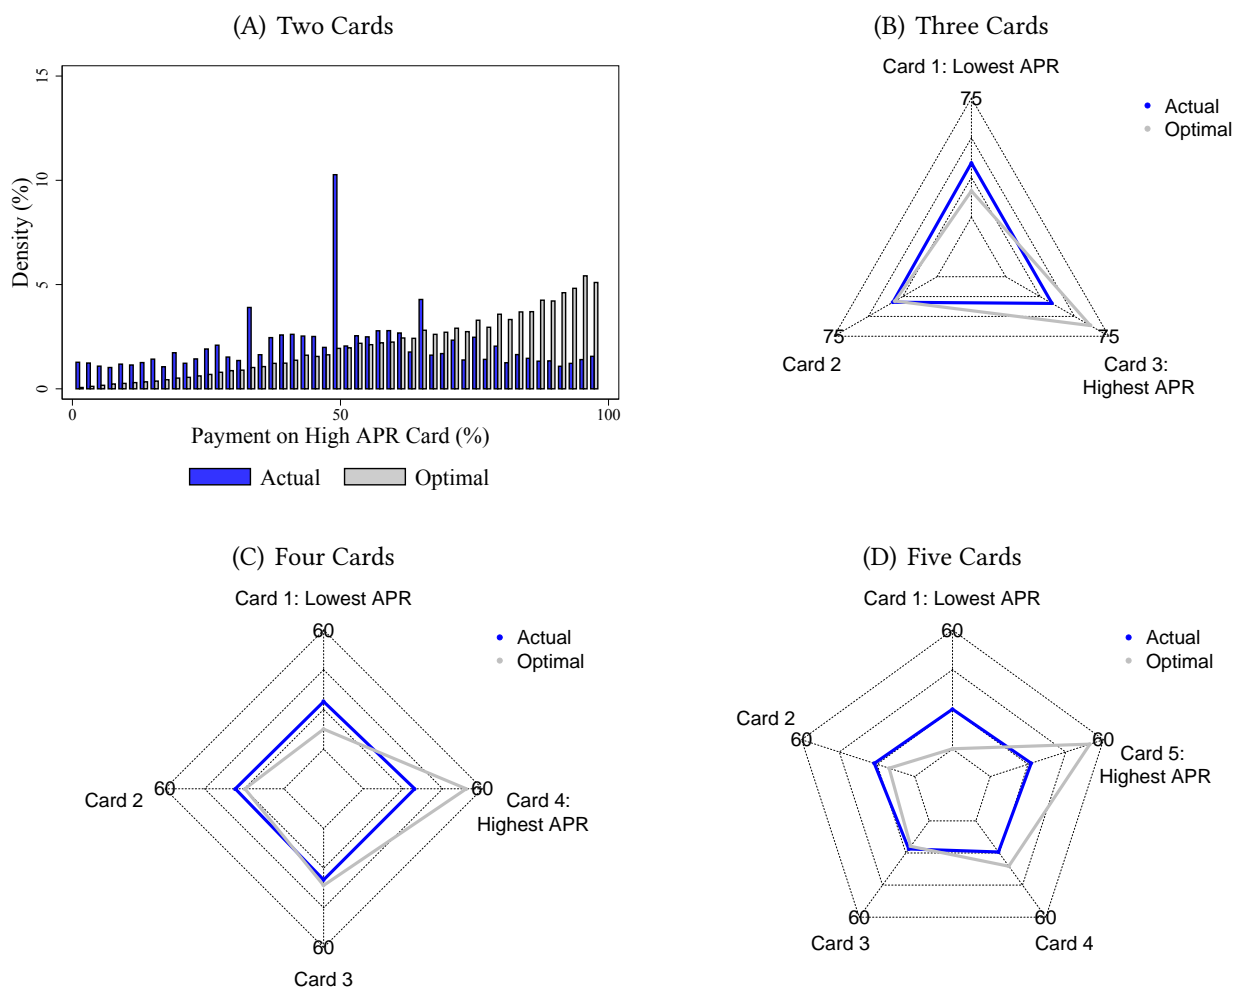 (A) Two Cards
15
10
5
0
Density (%)
0
50
100
Payment on High APR Card (%)
Actual
Optimal
(B) Three Cards
Card 1: Lowest APR
75
Actual
Optimal
75
75
Card 2
Card 3:
Highest APR
(C) Four Cards
Card 1: Lowest APR
60
Actual
Optimal
60
60
Card 2
Card 4:
Highest APR
60
Card 3
(D) Five Cards
Card 1: Lowest APR
60
Actual
Optimal
Card 2
60
60
Card 5:
Highest APR
60
60
Card 3
Card 4